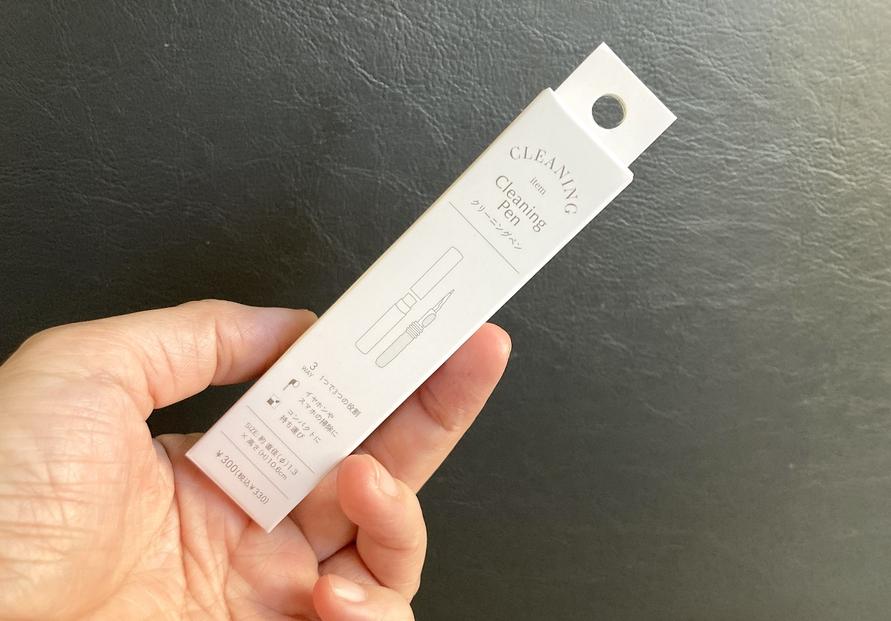 CLEANING
item
Cleaning
Pen
クリーニングペン
3
WAY
1つで3つの役割
イヤホンや
スマホの掃除に
コンパクトに
持ち運び
SIZE:約 直径(φ)1.3
×高さ(H)10.6cm
¥300(税込¥330)